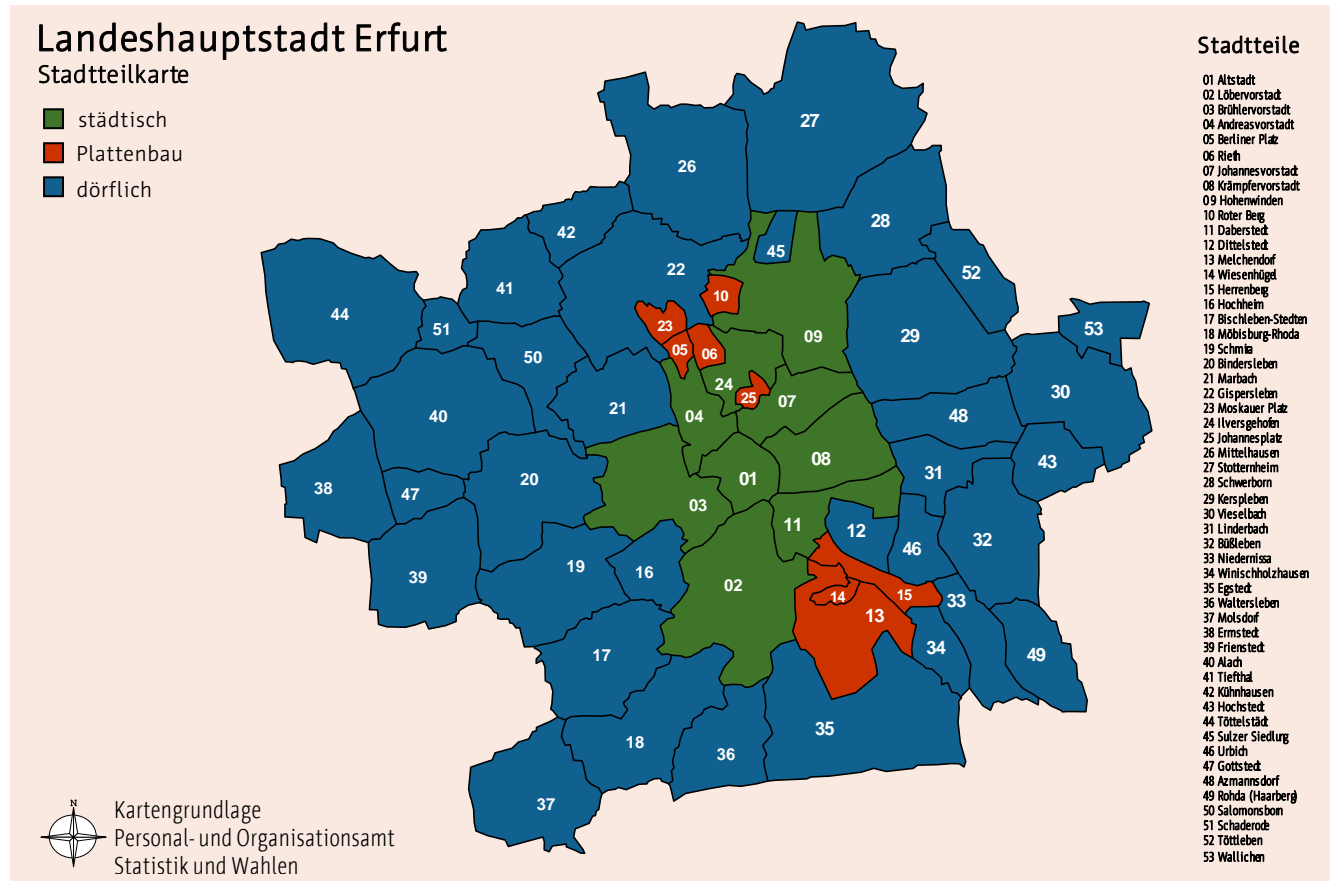 Landeshauptstadt Erfurt
Stadtteilkarte
städtisch
Plattenbau
dörflich
Stadtteile
01 Altstadt
02 Löbervorstadt
03 Brühlervorstadt
04 Andreasvorstadt
05 Berliner Platz
06 Rieth
07 Johannesvorstadt
08 Krämpfervorstadt
09 Hohenwinden
10 Roter Berg
11 Daberstedt
12 Dittelstedt
13 Melchendorf
14 Wiesenhügel
15 Herrenberg
16 Hochheim
17 Bischleben-Stedten
18 Möbisburg-Rhoda
19 Schmira
20 Bindersleben
21 Marbach
22 Gispersleben
23 Moskauer Platz
24 Ilversgehofen
25 Johannesplatz
26 Mittelhausen
27 Stotternheim
28 Schwerborn
29 Kerspleben
30 Vieselbach
31 Linderbach
32 Büßleben
33 Niedernissa
34 Winischholzhausen
35 Egstedt
36 Waltersleben
37 Molsdorf
38 Ermstedt
39 Frienstedt
40 Alach
41 Tiefthal
42 Kühnhausen
43 Hochstedt
44 Töttelstädt
45 Sulzer Siedlung
46 Urbich
47 Gottstedt
48 Azmannsdorf
49 Rohda (Haarberg)
50 Salomonsborn
51 Schaderode
52 Töttleben
53 Wallichen
27
26
28
42
45
22
52
41
10
44
51
23
53
09
29
05
06
50
24
30
25
07
21
04
40
48
08
43
31
01
20
38
47
03
11
12
32
46
19
16
39
02
14
15
33
13
34
17
49
35
18
36
37
N
Kartengrundlage
Personal- und Organisationsamt
Statistik und Wahlen